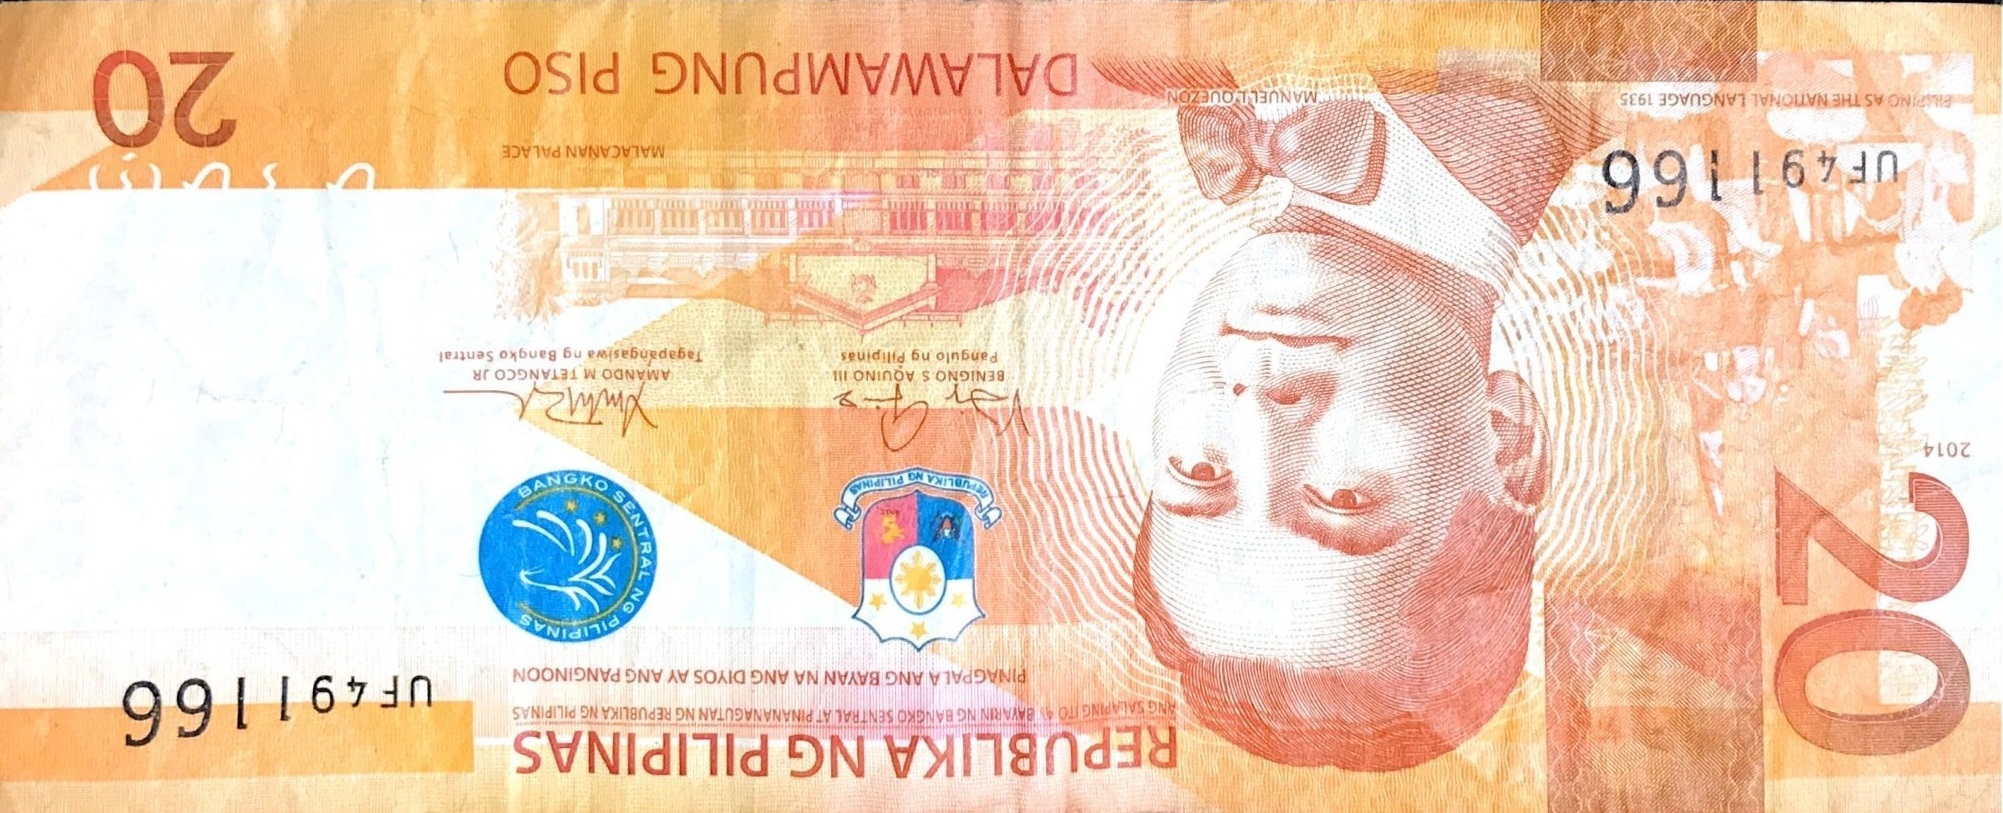 REPUBLIKA NG PILIPINAS
ANG SALAPING ITO AY BAYARIN NG BANGKO SENTRAL AT PINANANAGUTAN NG REPUBLIKA NG PILIPINAS
PINAGPALA ANG BAYAN NA ANG DIYOS AY ANG PANGINOON
UF491166
20
2014
REPUBLIKA NG PILIPINAS
BANGKO SENTRAL NG PILIPINAS
BENIGNO S AQUINO III
Pangulo ng Pilipinas
AMANDO M TETANGCO JR
Tagapangasiwa ng Bangko Sentral
UF491166
FILIPINO AS THE NATIONAL LANGUAGE 1935
MANUEL L. QUEZON
MALACAÑAN PALACE
DALAWAMPUNG PISO
20